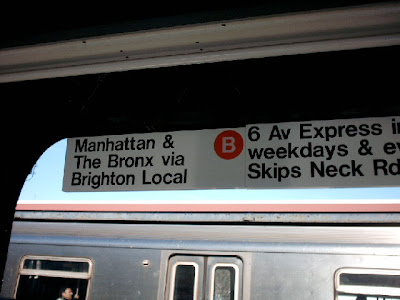 Manhattan &
The Bronx via
Brighton Local
B
6 Av Express
weekdays &
Skips Neck Rd